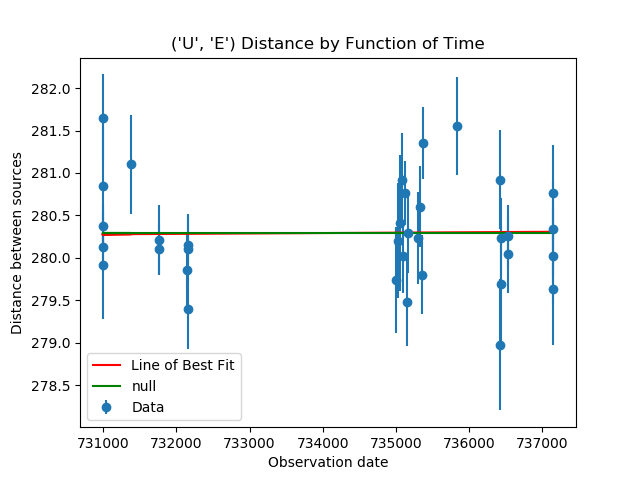 ('U', 'E') Distance by Function of Time
Distance between sources
282.0
281.5
281.0
280.5
280.0
279.5
279.0
278.5
Line of Best Fit
null
Data
731000 732000 733000 734000 735000 736000 737000
Observation date